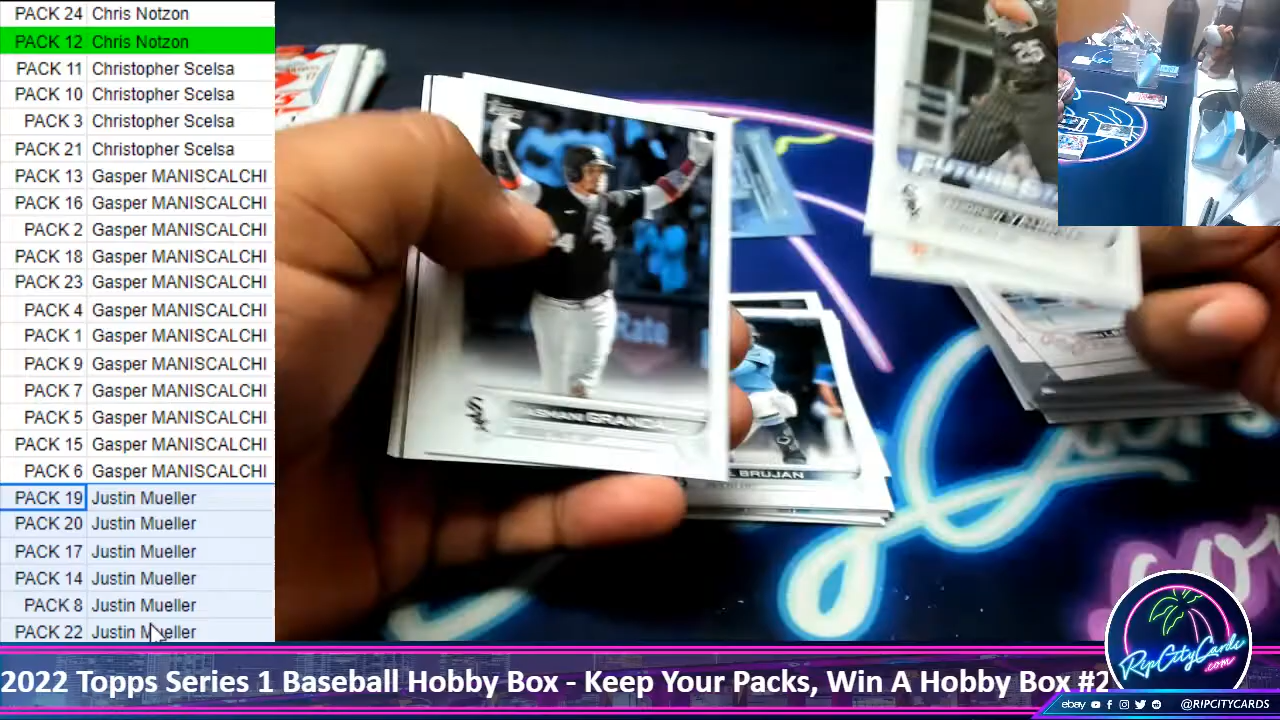 PACK 24 Chris Notzon
PACK 12 Chris Notzon
PACK 11 Christopher Scelsa
PACK 10 Christopher Scelsa
PACK 3 Christopher Scelsa
PACK 21 Christopher Scelsa
PACK 13 Gasper MANISCALCHI
PACK 16 Gasper MANISCALCHI
PACK 2 Gasper MANISCALCHI
PACK 18 Gasper MANISCALCHI
PACK 23 Gasper MANISCALCHI
PACK 4 Gasper MANISCALCHI
PACK 1 Gasper MANISCALCHI
PACK 9 Gasper MANISCALCHI
PACK 7 Gasper MANISCALCHI
PACK 5 Gasper MANISCALCHI
PACK 15 Gasper MANISCALCHI
PACK 6 Gasper MANISCALCHI
PACK 19 Justin Mueller
PACK 20 Justin Mueller
PACK 17 Justin Mueller
PACK 14 Justin Mueller
PACK 8 Justin Mueller
PACK 22 Justin Mueller
25
FUTURE
Rate
BRUJAN
RipCityCards
.com
2022 Topps Series 1 Baseball Hobby Box - Keep Your Packs, Win A Hobby Box #2
ebay @RIPCITYCARDS